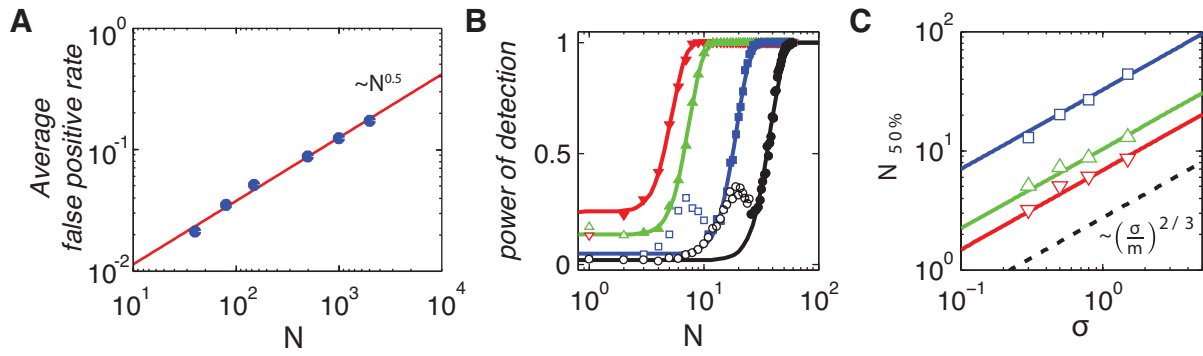 A
Average
false positive rate
10^0
10^-1
10^-2
~N^0.5
10^1
10^2
10^3
10^4
N
B
power of detection
1
0.5
0
10^0
10^1
10^2
N
C
N 50%
10^2
10^1
10^0
~(σ/m)^2/3
10^-1
10^0
σ